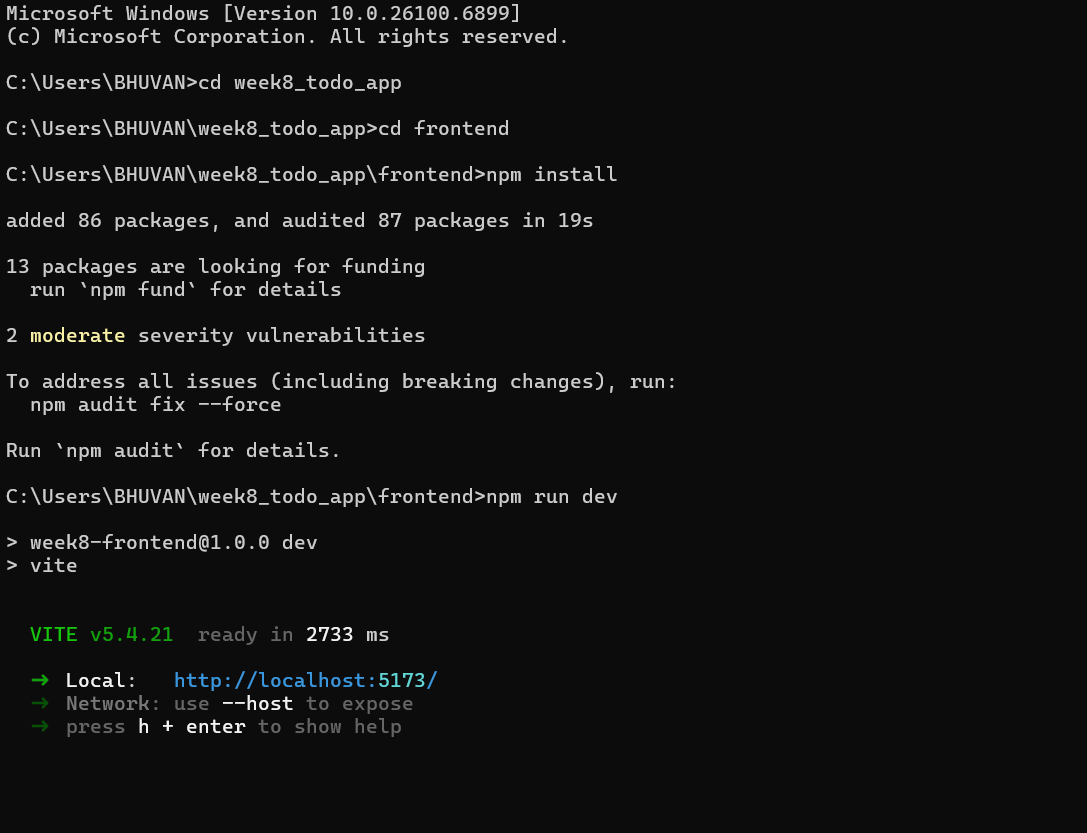 Microsoft Windows [Version 10.0.26100.6899]
(c) Microsoft Corporation. All rights reserved.
C:\Users\BHUVAN>cd week8_todo_app
C:\Users\BHUVAN\week8_todo_app>cd frontend
C:\Users\BHUVAN\week8_todo_app\frontend>npm install
added 86 packages, and audited 87 packages in 19s
13 packages are looking for funding
  run `npm fund` for details
2 moderate severity vulnerabilities
To address all issues (including breaking changes), run:
  npm audit fix --force
Run `npm audit` for details.
C:\Users\BHUVAN\week8_todo_app\frontend>npm run dev
> week8-frontend@1.0.0 dev
> vite
  VITE v5.4.21  ready in 2733 ms
  ➜  Local:   http://localhost:5173/
  ➜  Network: use --host to expose
  ➜  press h + enter to show help